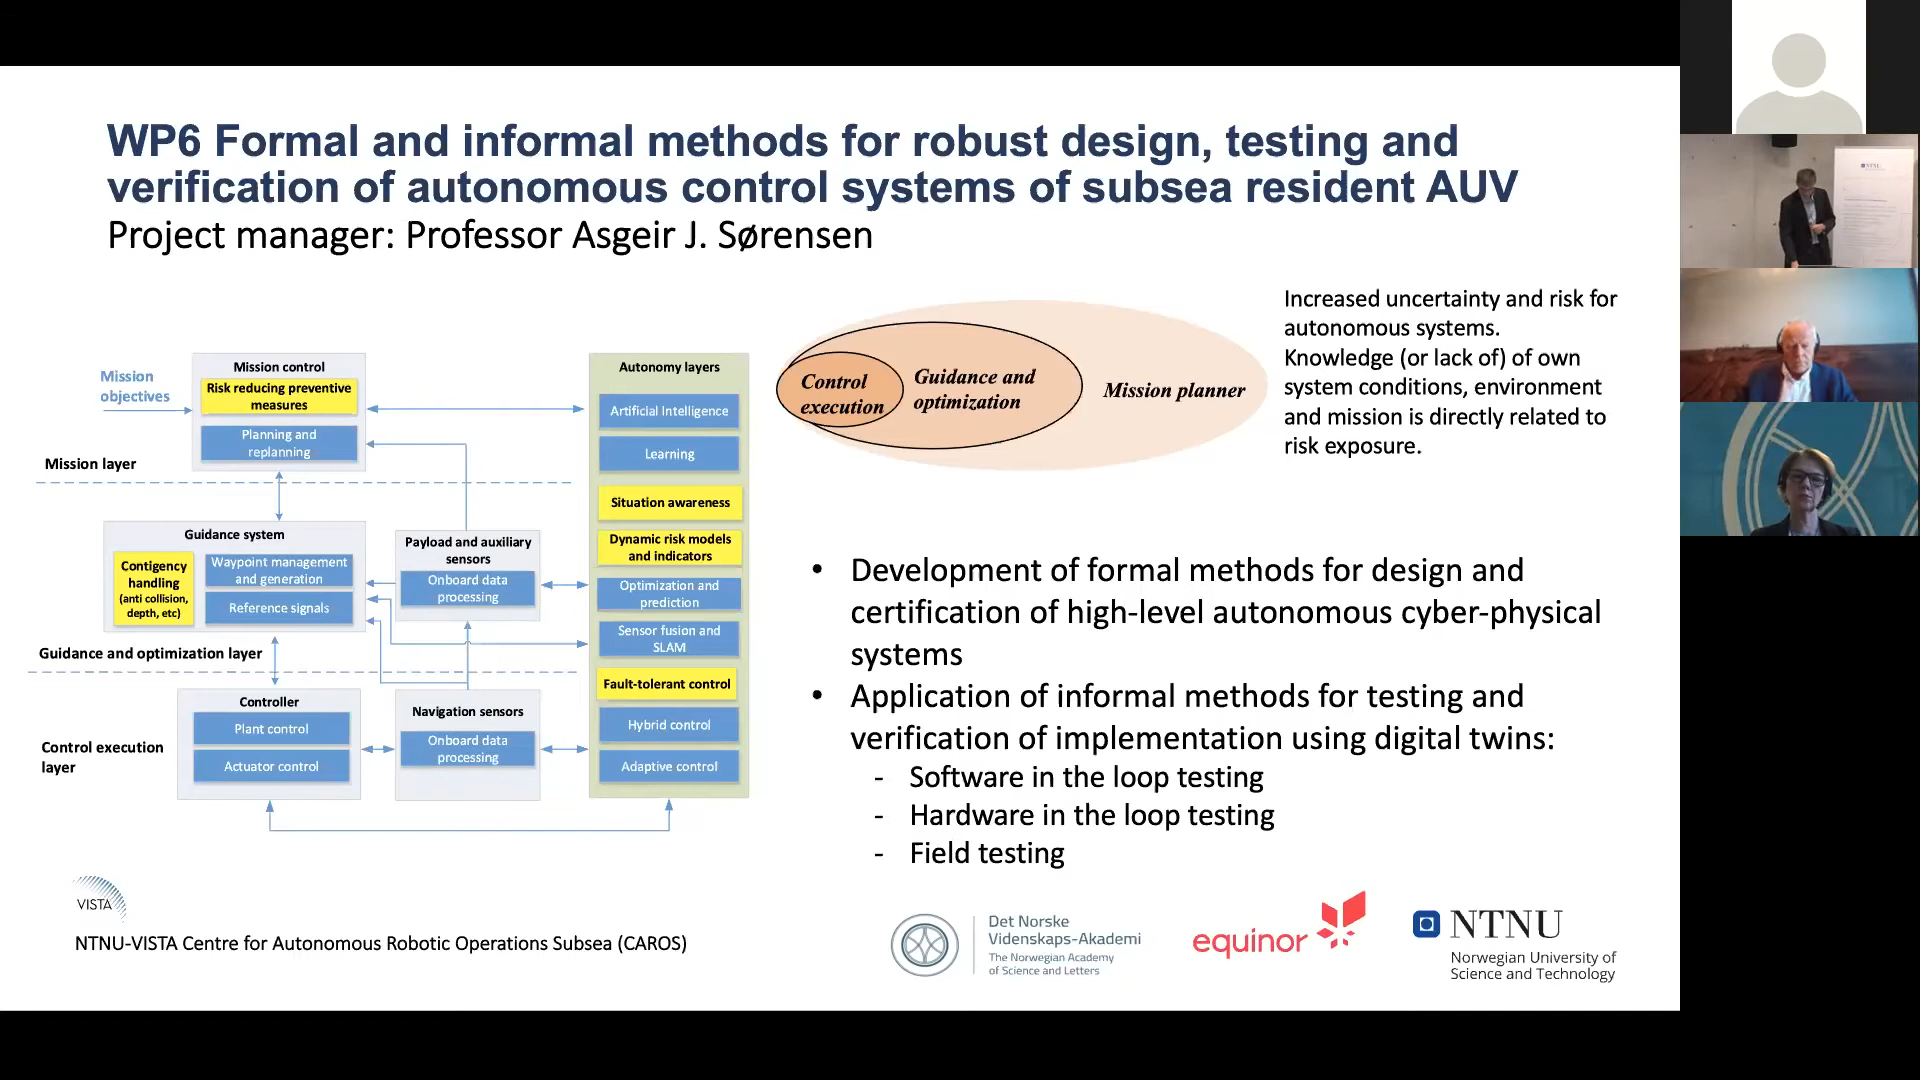 WP6 Formal and informal methods for robust design, testing and
verification of autonomous control systems of subsea resident AUV
Project manager: Professor Asgeir J. Sørensen
Mission
objectives
Mission control
Risk reducing preventive
measures
Planning and
replanning
Mission layer
Guidance system
Contigency
handling
(anti collision,
depth, etc)
Waypoint management
and generation
Reference signals
Payload and auxiliary
sensors
Onboard data
processing
Guidance and optimization layer
Controller
Plant control
Actuator control
Navigation sensors
Onboard data
processing
Control execution
layer
Autonomy layers
Artificial Intelligence
Learning
Situation awareness
Dynamic risk models
and indicators
Optimization and
prediction
Sensor fusion and
SLAM
Fault-tolerant control
Hybrid control
Adaptive control
Control
execution
Guidance and
optimization
Mission planner
Increased uncertainty and risk for
autonomous systems.
Knowledge (or lack of) of own
system conditions, environment
and mission is directly related to
risk exposure.
• Development of formal methods for design and
certification of high-level autonomous cyber-physical
systems
• Application of informal methods for testing and
verification of implementation using digital twins:
- Software in the loop testing
- Hardware in the loop testing
- Field testing
VISTA
NTNU-VISTA Centre for Autonomous Robotic Operations Subsea (CAROS)
Det Norske
Videnskaps-Akademi
The Norwegian Academy
of Science and Letters
equinor
NTNU
Norwegian University of
Science and Technology
NTNU